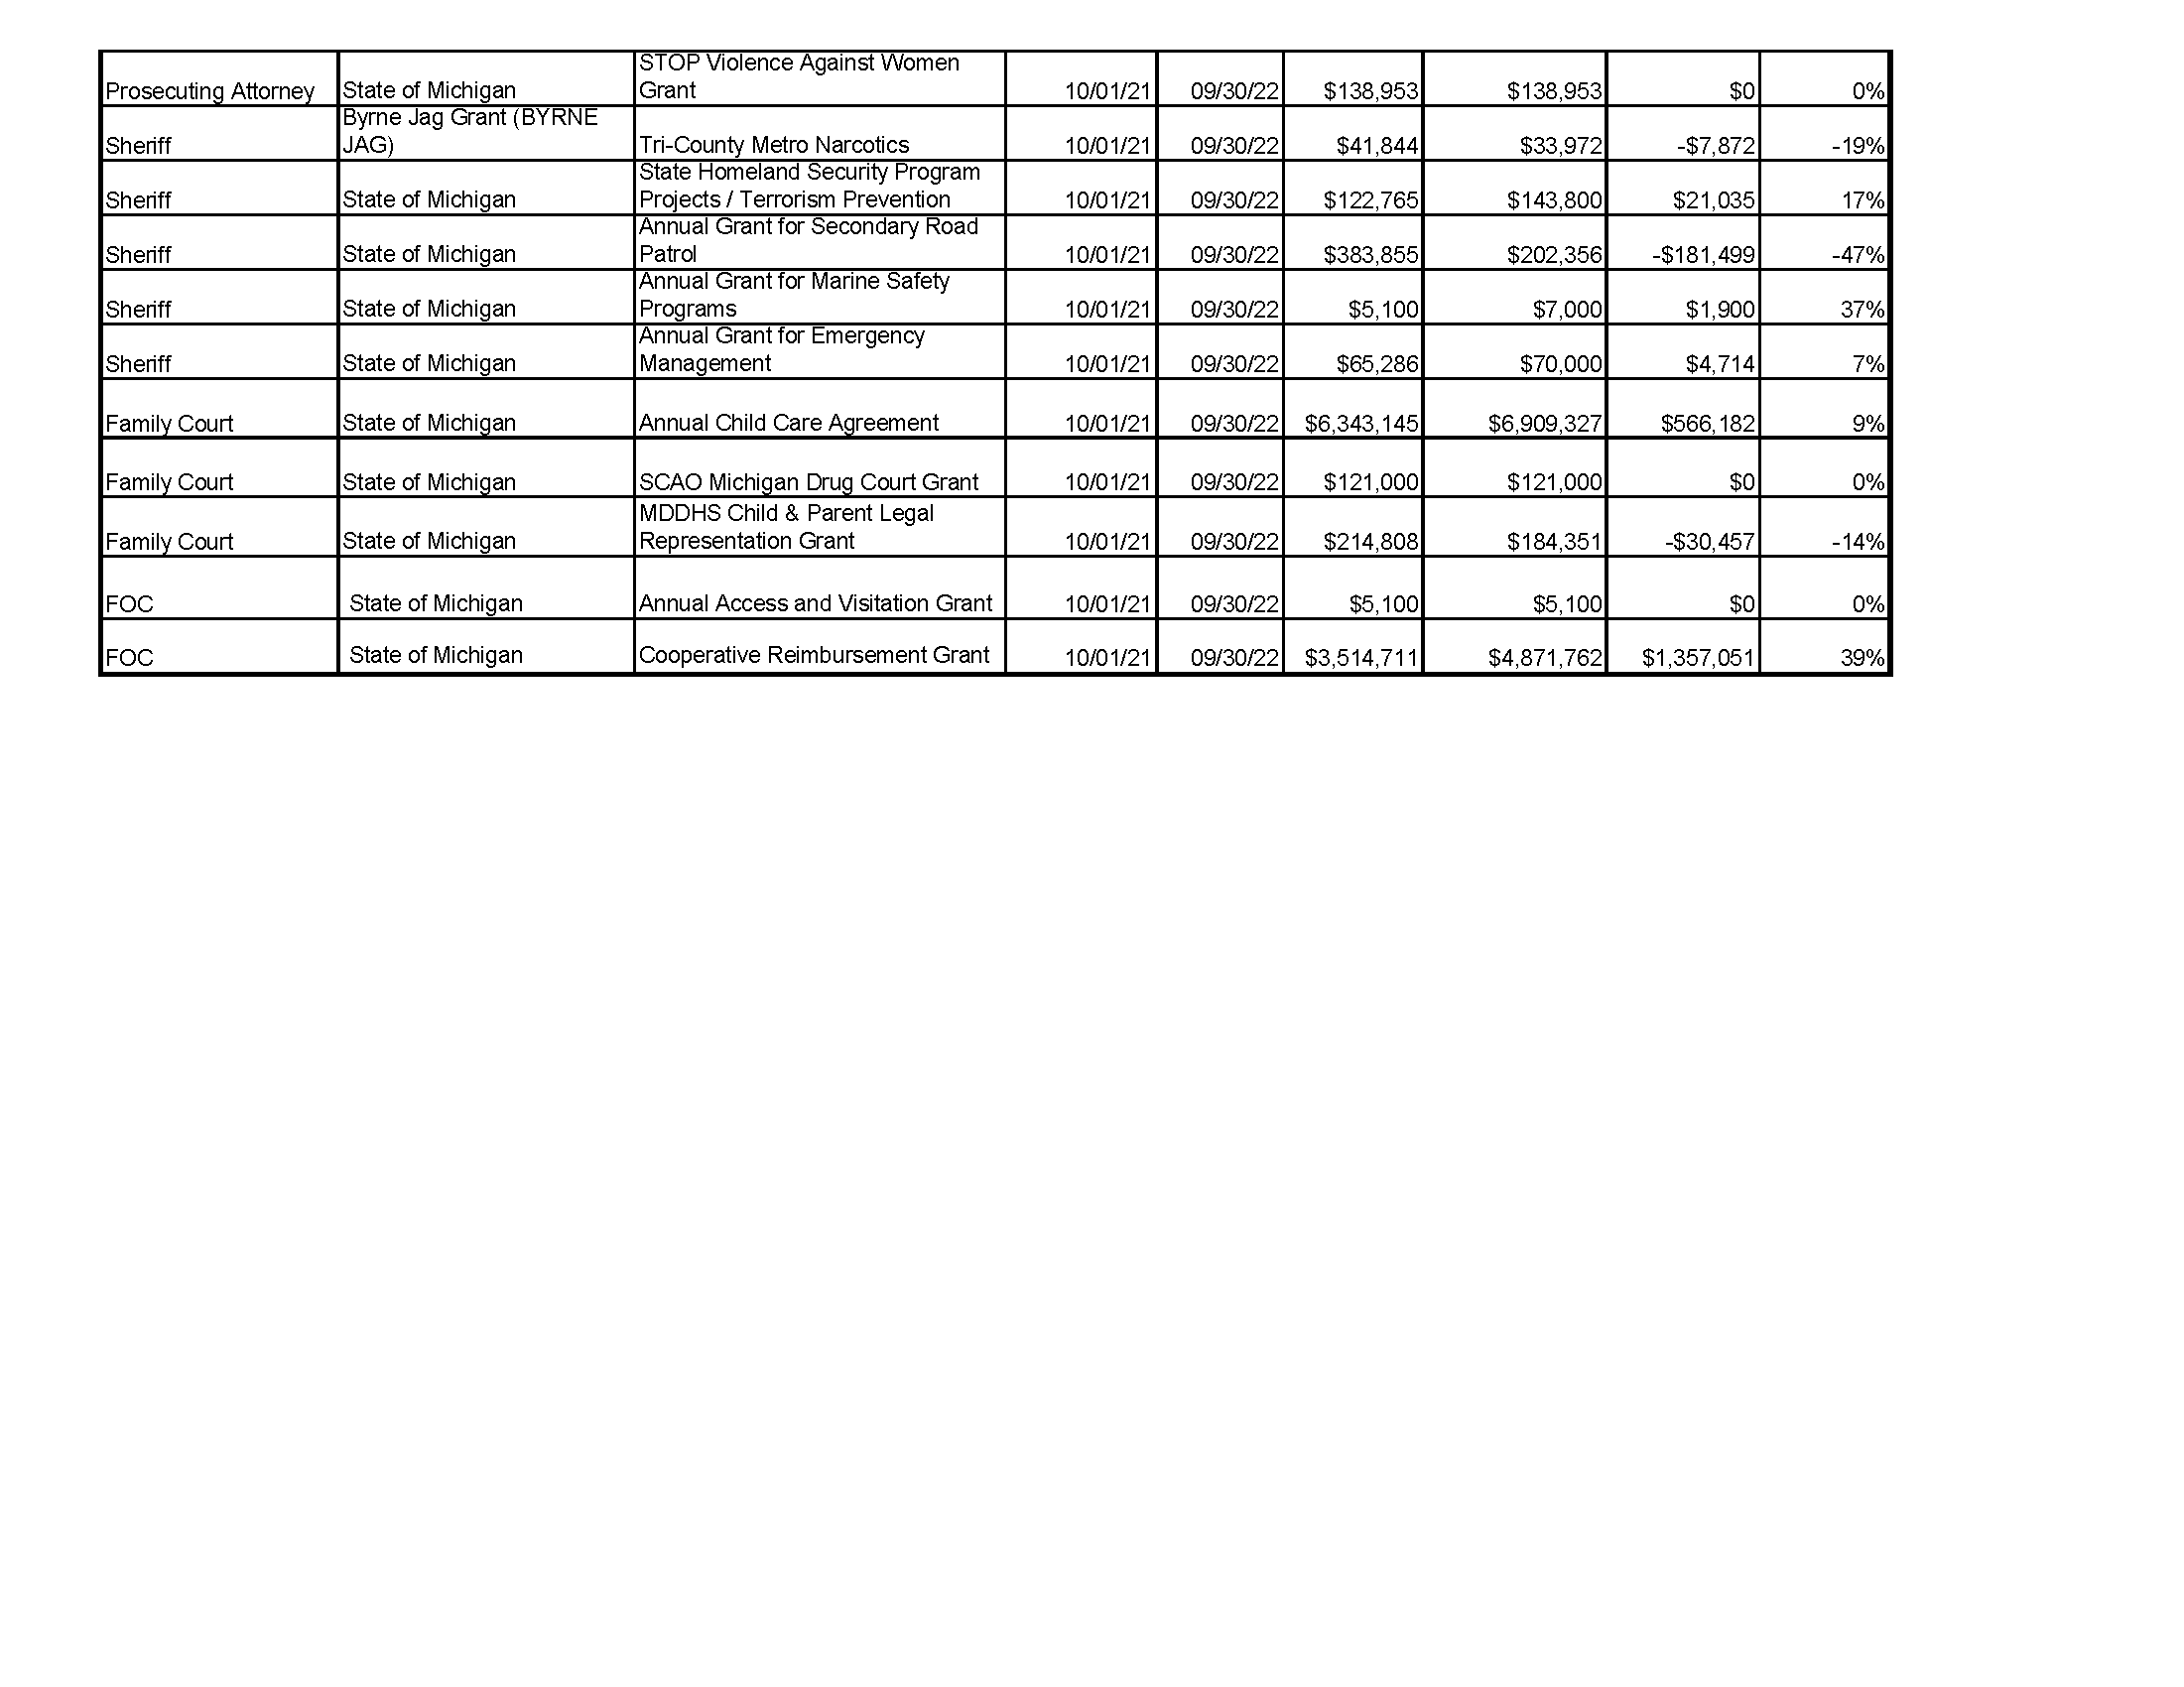 STOP Violence Against Women
Prosecuting Attorney State of Michigan Grant 10/01/21 09/30/22 $138,953 $138,953 $0 0%
Byrne Jag Grant (BYRNE
Sheriff JAG) Tri-County Metro Narcotics 10/01/21 09/30/22 $41,844 $33,972 -$7,872 -19%
State Homeland Security Program
Sheriff State of Michigan Projects / Terrorism Prevention 10/01/21 09/30/22 $122,765 $143,800 $21,035 17%
Annual Grant for Secondary Road
Sheriff State of Michigan Patrol 10/01/21 09/30/22 $383,855 $202,356 -$181,499 -47%
Annual Grant for Marine Safety
Sheriff State of Michigan Programs 10/01/21 09/30/22 $5,100 $7,000 $1,900 37%
Annual Grant for Emergency
Sheriff State of Michigan Management 10/01/21 09/30/22 $65,286 $70,000 $4,714 7%
Family Court State of Michigan Annual Child Care Agreement 10/01/21 09/30/22 $6,343,145 $6,909,327 $566,182 9%
Family Court State of Michigan SCAO Michigan Drug Court Grant 10/01/21 09/30/22 $121,000 $121,000 $0 0%
MDDHS Child & Parent Legal
Family Court State of Michigan Representation Grant 10/01/21 09/30/22 $214,808 $184,351 -$30,457 -14%
FOC State of Michigan Annual Access and Visitation Grant 10/01/21 09/30/22 $5,100 $5,100 $0 0%
FOC State of Michigan Cooperative Reimbursement Grant 10/01/21 09/30/22 $3,514,711 $4,871,762 $1,357,051 39%